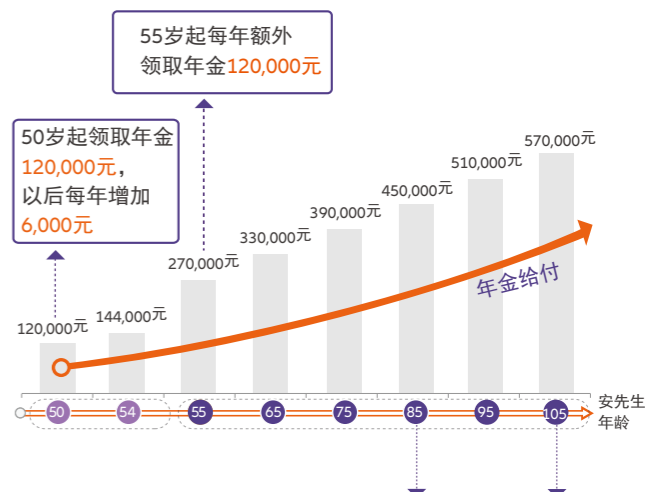 55岁起每年额外
领取年金120,000元
50岁起领取年金
120,000元，
以后每年增加
6,000元
120,000元
144,000元
270,000元
330,000元
390,000元
450,000元
510,000元
570,000元
年金给付
50
54
55
65
75
85
95
105
安先生
年龄